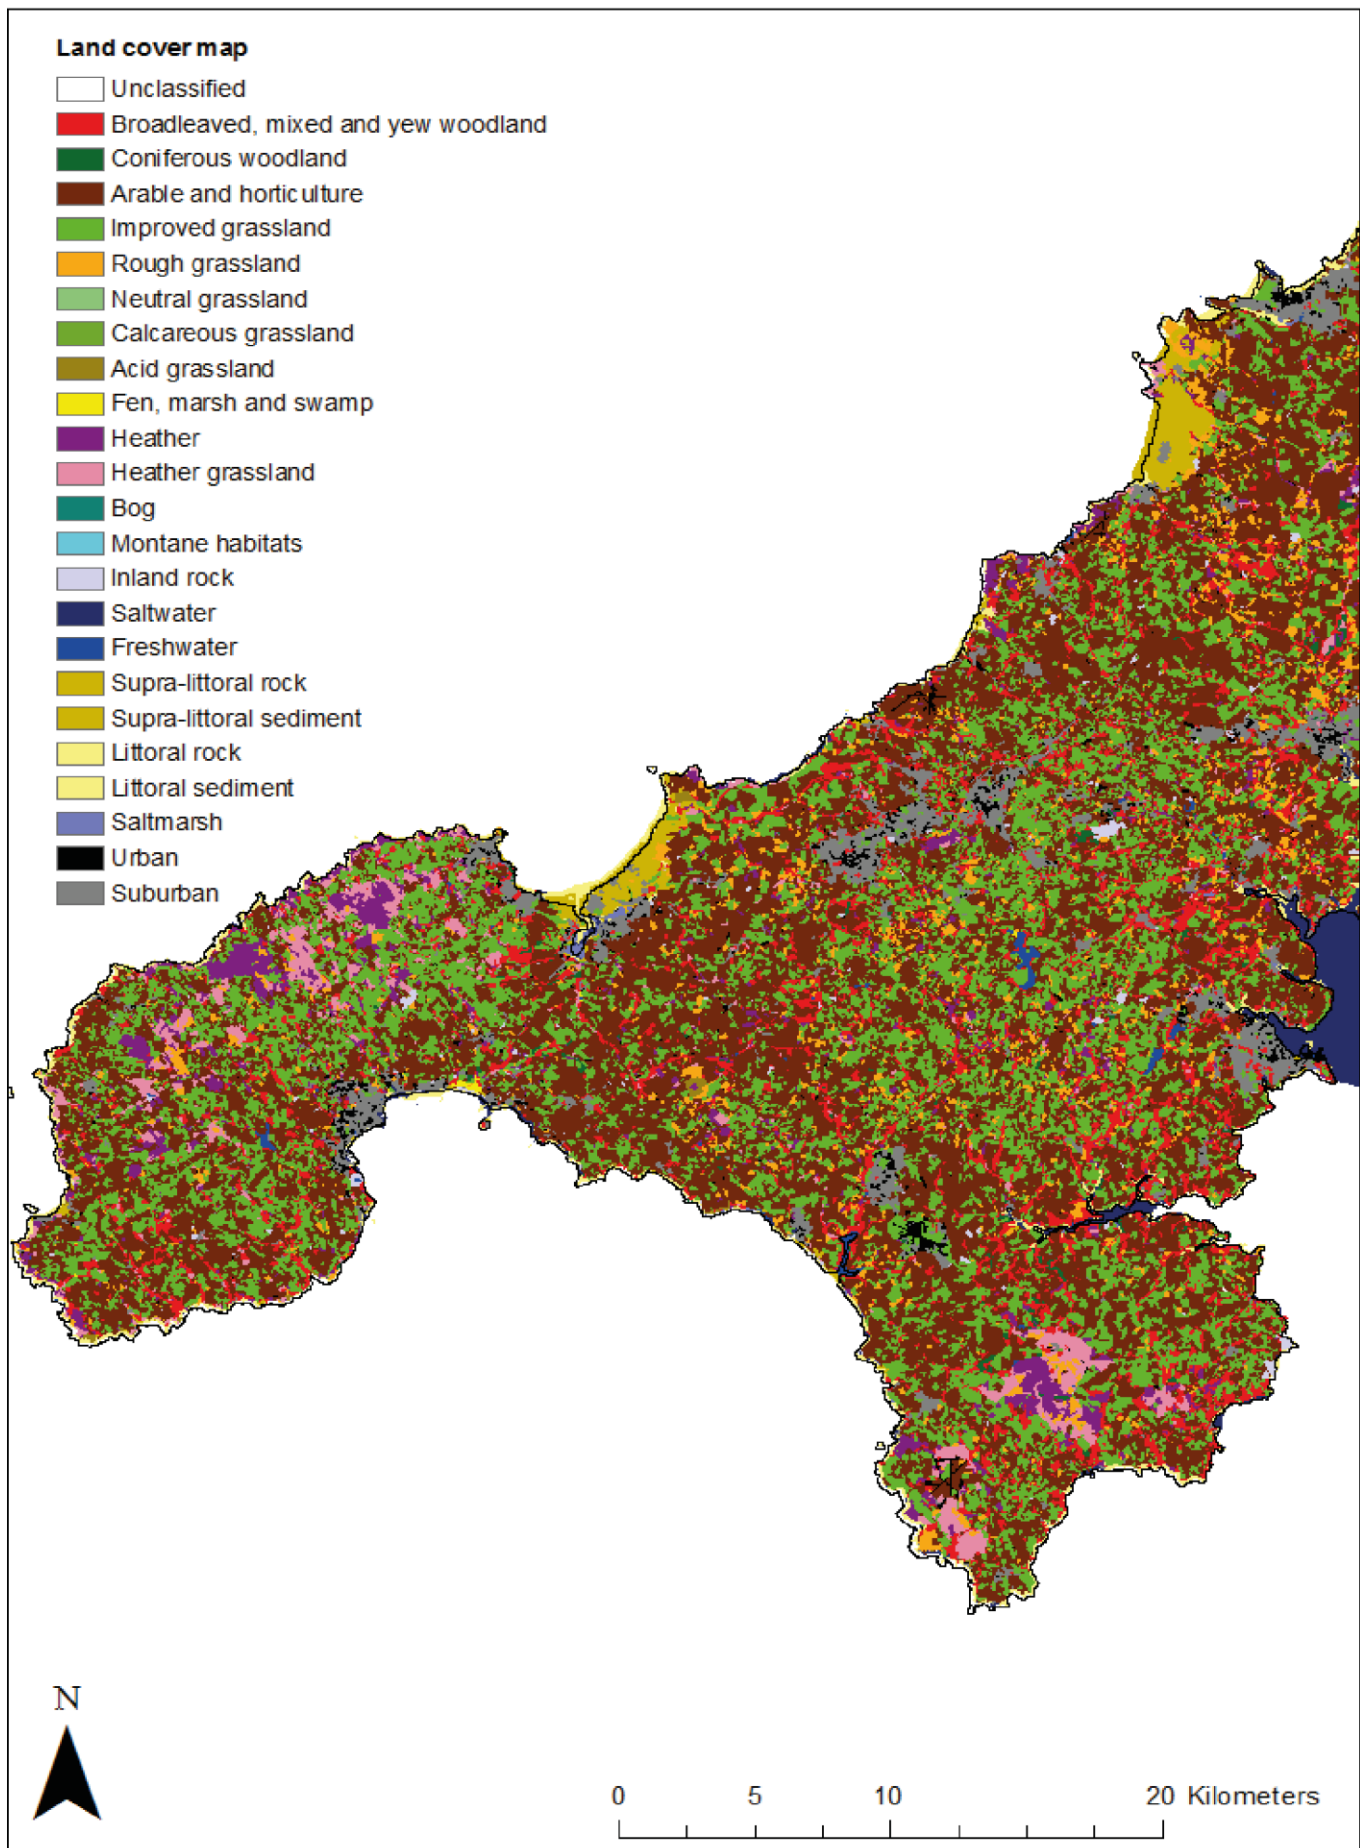 Land cover map
Unclassified
Broadleaved, mixed and yew woodland
Coniferous woodland
Arable and horticulture
Improved grassland
Rough grassland
Neutral grassland
Calcareous grassland
Acid grassland
Fen, marsh and swamp
Heather
Heather grassland
Bog
Montane habitats
Inland rock
Saltwater
Freshwater
Supra-littoral rock
Supra-littoral sediment
Littoral rock
Littoral sediment
Saltmarsh
Urban
Suburban
N
0 5 10 20 Kilometers